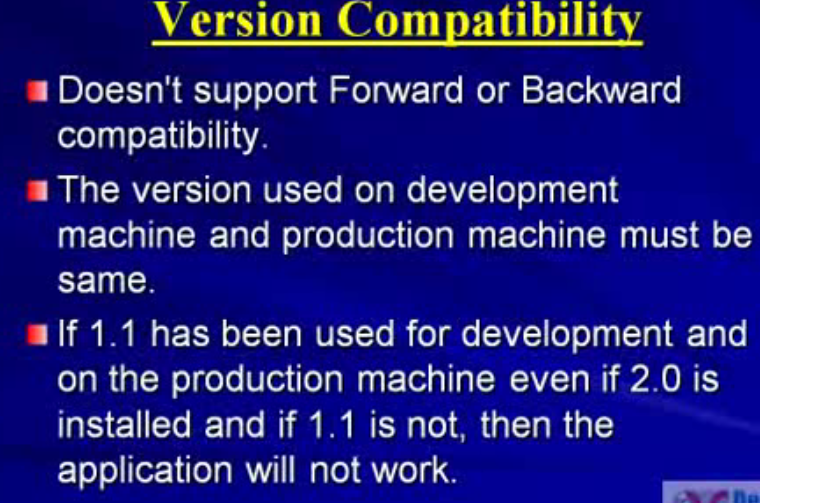 Version Compatibility
Doesn't support Forward or Backward
compatibility.
The version used on development
machine and production machine must be
same.
If 1.1 has been used for development and
on the production machine even if 2.0 is
installed and if 1.1 is not, then the
application will not work.